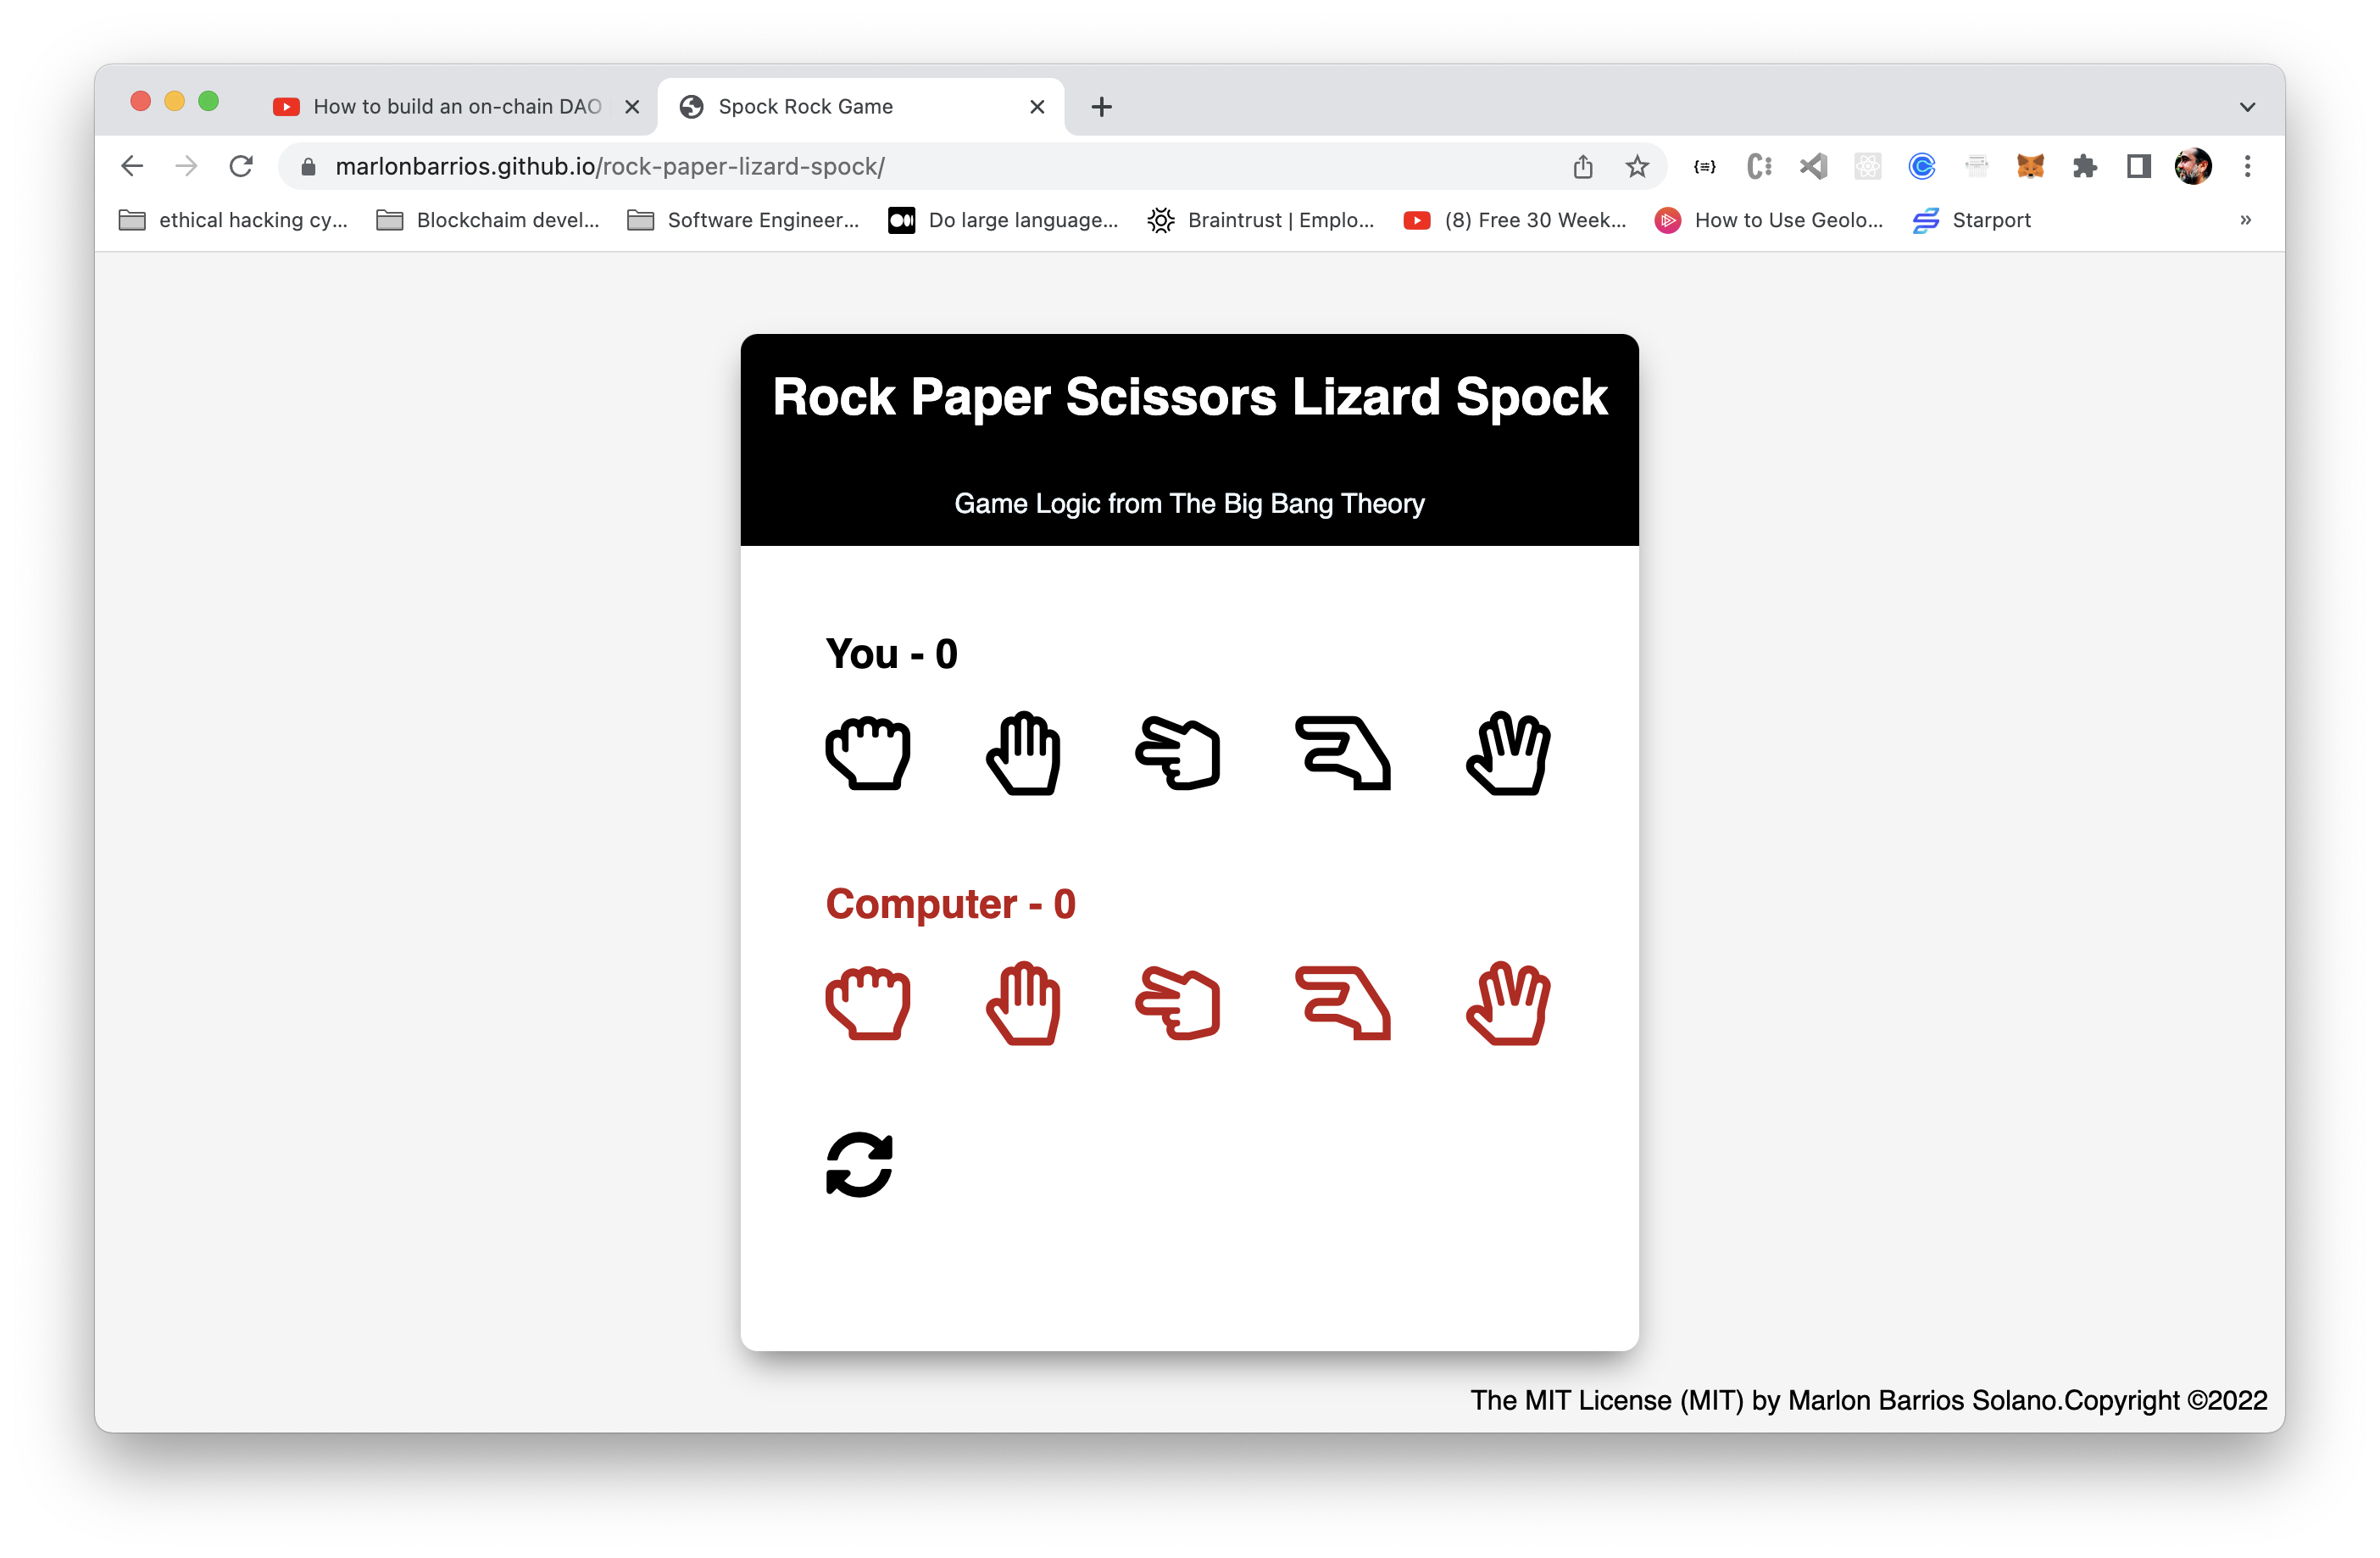 How to build an on-chain DAO
Spock Rock Game
marlonbarrios.github.io/rock-paper-lizard-spock/
ethical hacking cy...
Blockchaim devel...
Software Engineer...
Do large language...
Braintrust | Emplo...
(8) Free 30 Week...
How to Use Geolo...
Starport
Rock Paper Scissors Lizard Spock
Game Logic from The Big Bang Theory
You - 0
Computer - 0
The MIT License (MIT) by Marlon Barrios Solano.Copyright ©2022